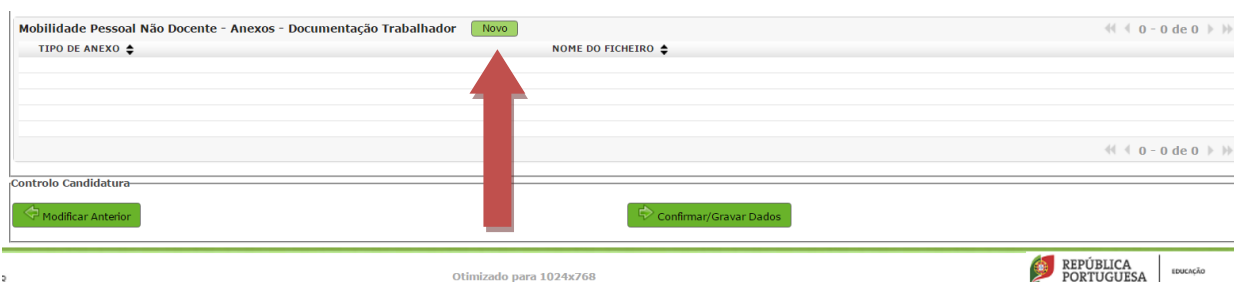 Mobilidade Pessoal Não Docente - Anexos - Documentação Trabalhador Novo 0 - 0 de 0
TIPO DE ANEXO NOME DO FICHEIRO
0 - 0 de 0
Controlo Candidatura
Modificar Anterior Confirmar/Gravar Dados
Otimizado para 1024x768
REPÚBLICA
PORTUGUESA
EDUCAÇÃO